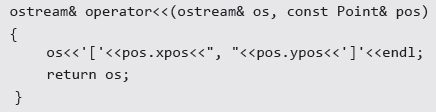 ostream& operator<<(ostream& os, const Point& pos)
{
    os<<'['<<pos.xpos<<", "<<pos.ypos<<']'<<endl;
    return os;
}